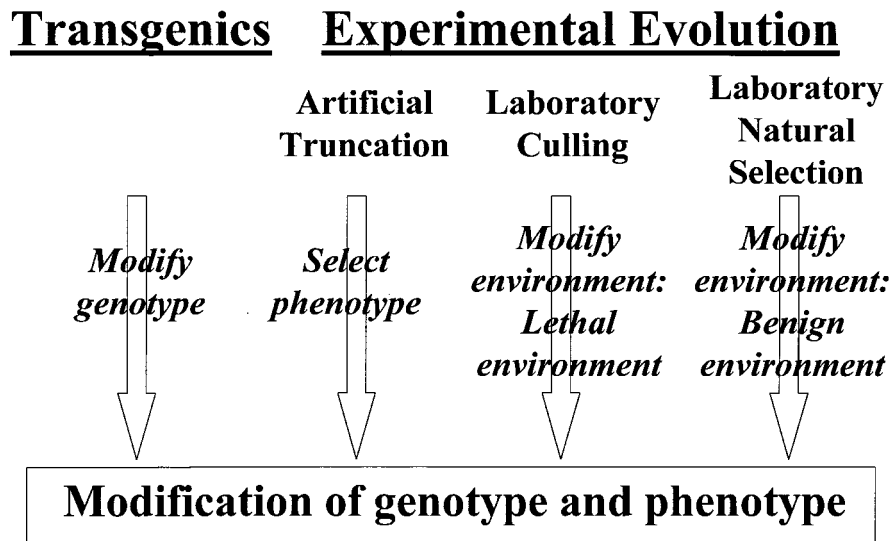 Transgenics
Experimental Evolution
Artificial
Truncation
Laboratory
Culling
Laboratory
Natural
Selection
Modify
genotype
Select
phenotype
Modify
environment:
Lethal
environment
Modify
environment:
Benign
environment
Modification of genotype and phenotype